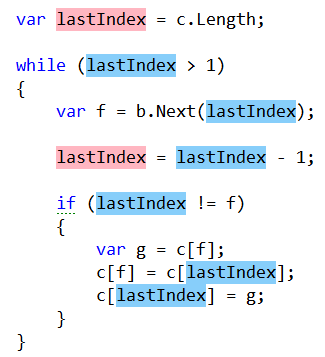 var lastIndex = c.Length;
while (lastIndex > 1)
{
var f = b.Next(lastIndex);
lastIndex = lastIndex - 1;
if (lastIndex != f)
{
var g = c[f];
c[f] = c[lastIndex];
c[lastIndex] = g;
}
}